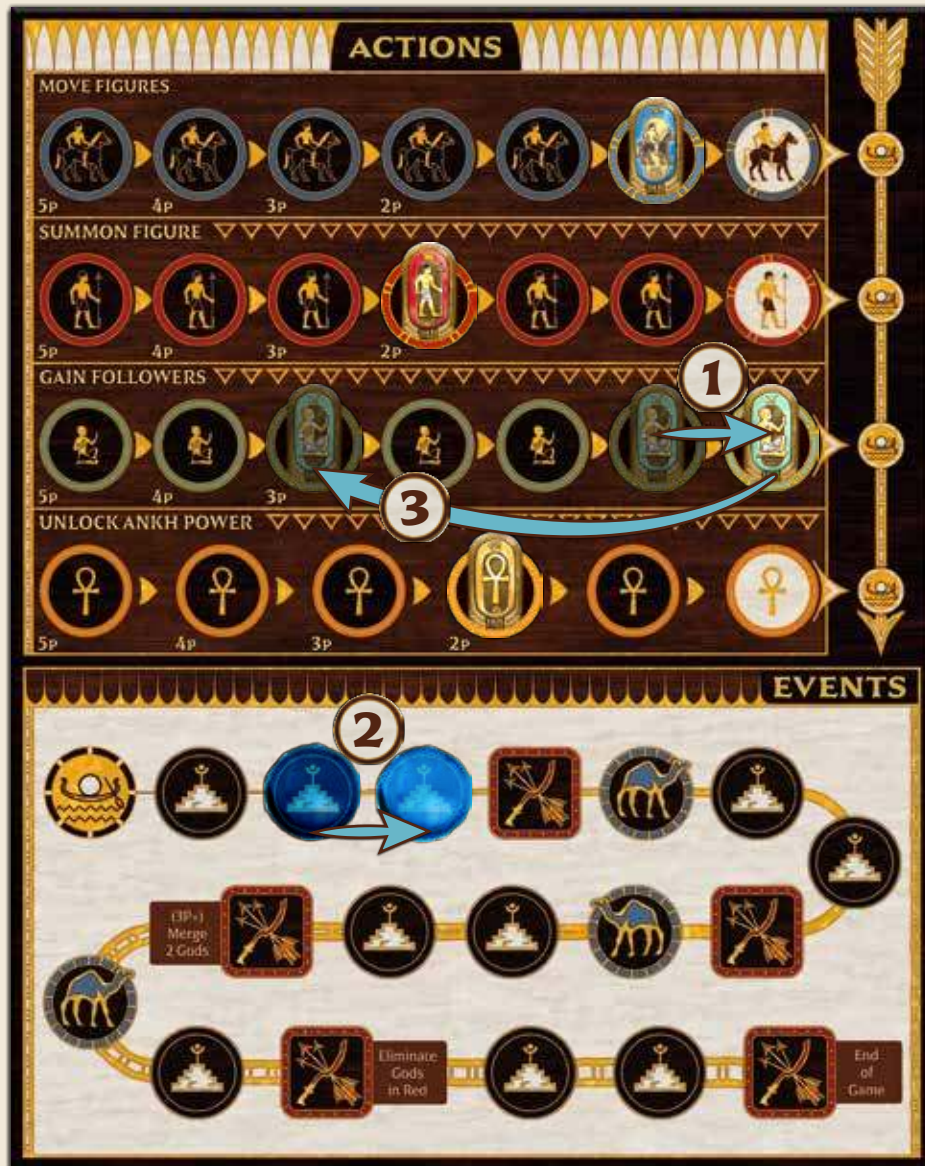 ACTIONS
MOVE FIGURES
5P 4P 3P 2P
SUMMON FIGURE
5P 4P 3P 2P
GAIN FOLLOWERS
1
5P 4P 3P
3
UNLOCK ANKH POWER
5P 4P 3P 2P
EVENTS
2
(3P+)
Merge
2 Gods
Eliminate
Gods
in Red
End
of
Game